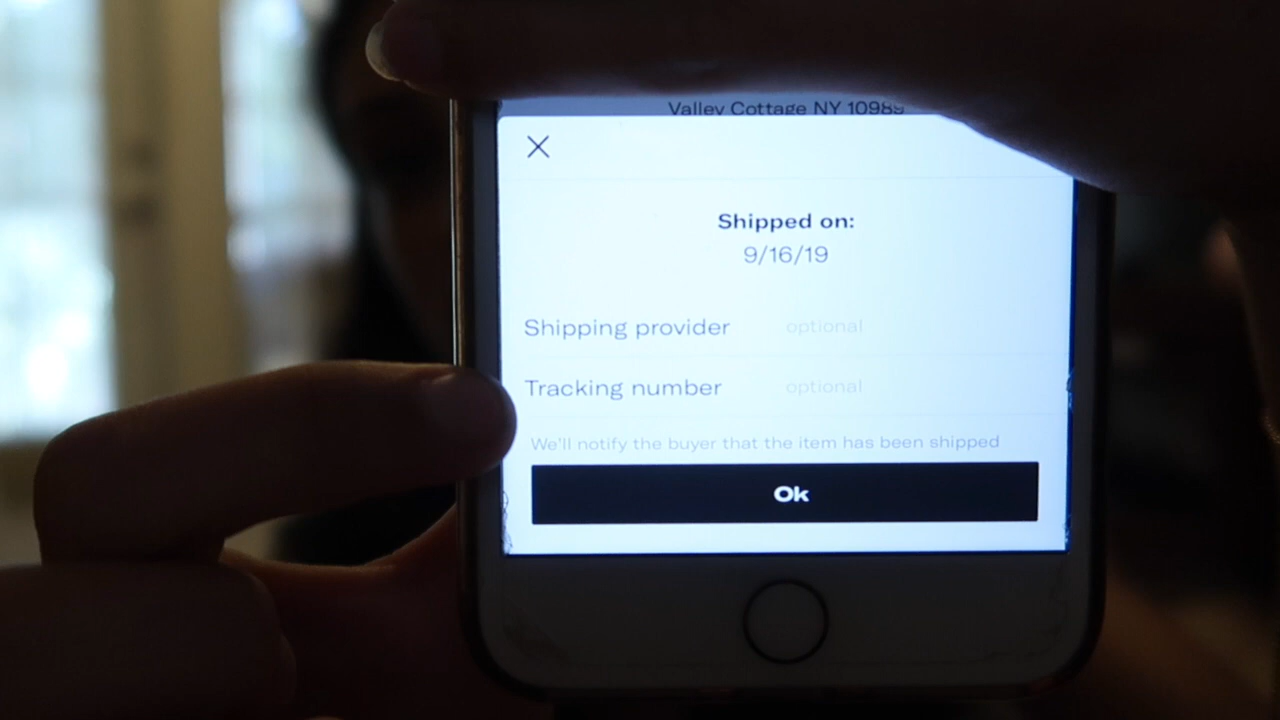 Valley Cottage NY 10989
Shipped on:
9/16/19
Shipping provider optional
Tracking number optional
We'll notify the buyer that the item has been shipped
Ok